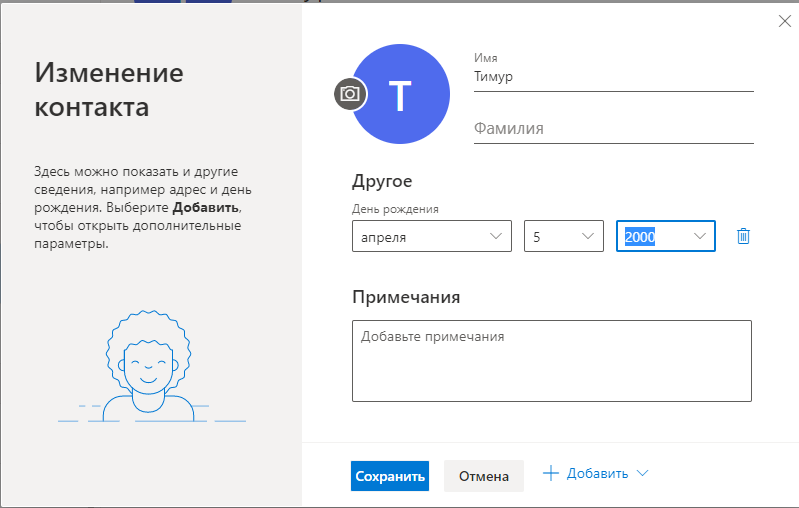 Изменение
контакта
Здесь можно показать и другие
сведения, например адрес и день
рождения. Выберите Добавить,
чтобы открыть дополнительные
параметры.
T
Имя
Тимур
Фамилия
Другое
День рождения
апреля
5
2000
Примечания
Добавьте примечания
Сохранить
Отмена
Добавить